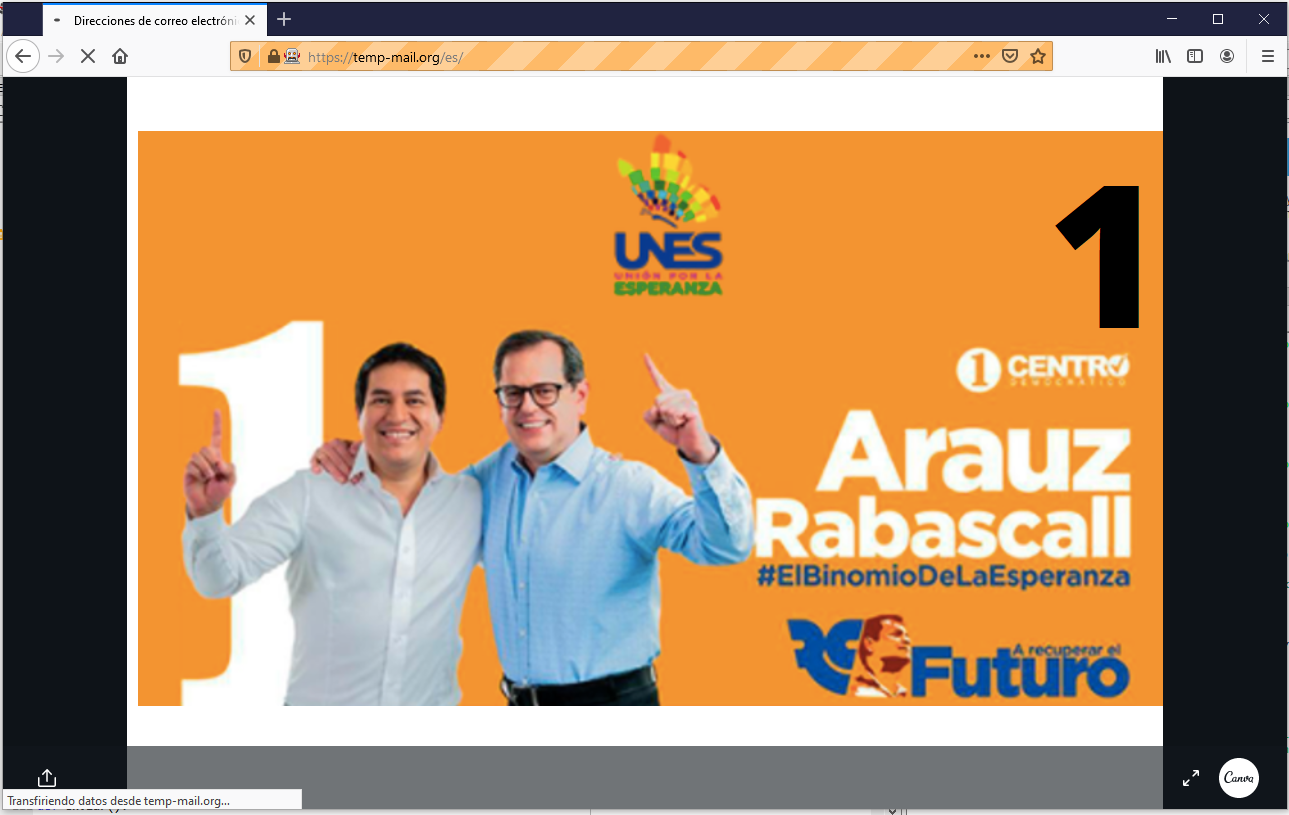 Direcciones de correo electróni
https://temp-mail.org/es/
UNES
UNIÓN POR LA
ESPERANZA
1
1
1 CENTRO
DEMOCRÁTICO
Arauz
Rabascall
#ElBinomioDeLaEsperanza
RC
A recuperar el
Futuro
Canva
Transfiriendo datos desde temp-mail.org...